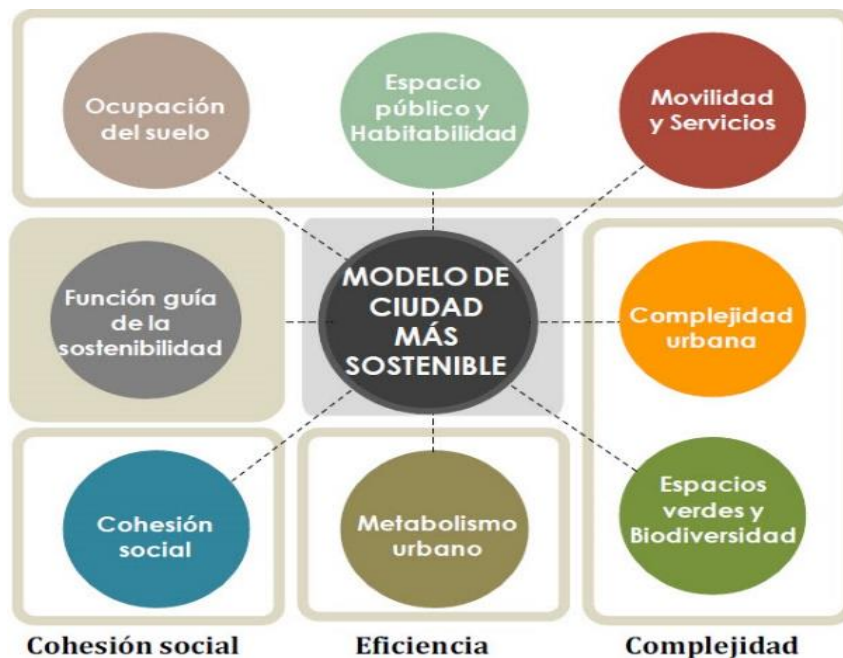 Ocupación
del suelo
Espacio
público y
Habitabilidad
Movilidad
y Servicios
Función guía
de la
sostenibilidad
MODELO DE
CIUDAD
MÁS
SOSTENIBLE
Complejidad
urbana
Cohesión
social
Metabolismo
urbano
Espacios
verdes y
Biodiversidad
Cohesión social
Eficiencia
Complejidad